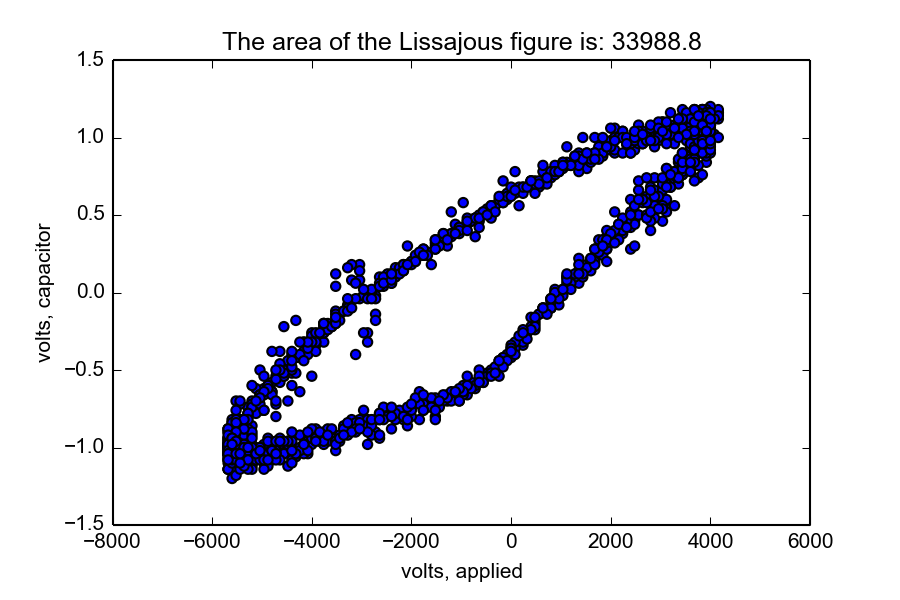 The area of the Lissajous figure is: 33988.8
1.5
1.0
0.5
0.0
−0.5
−1.0
−1.5
volts, capacitor
−8000 −6000 −4000 −2000 0 2000 4000 6000
volts, applied